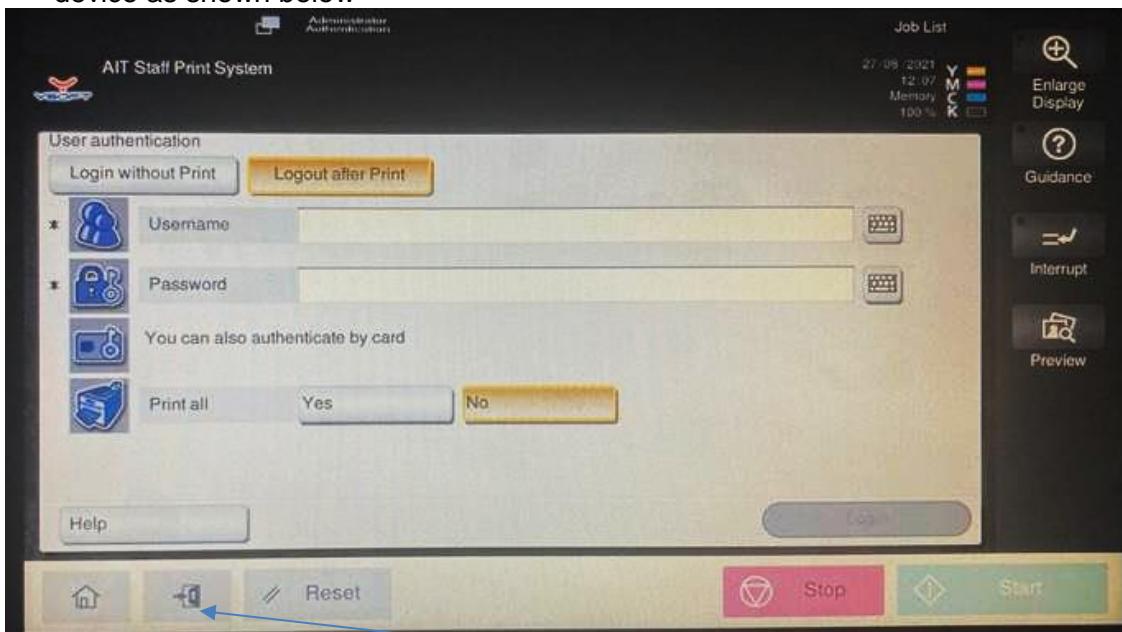 device as shown below
Administrator
Authentication
Job List
AIT Staff Print System
27/08/2021
12:07
Memory
100 %
Y
M
C
K
Enlarge
Display
User authentication
Login without Print
Logout after Print
Guidance
* Username
* Password
Interrupt
You can also authenticate by card
Preview
Print all
Yes
No
Help
Login
Reset
Stop
Start